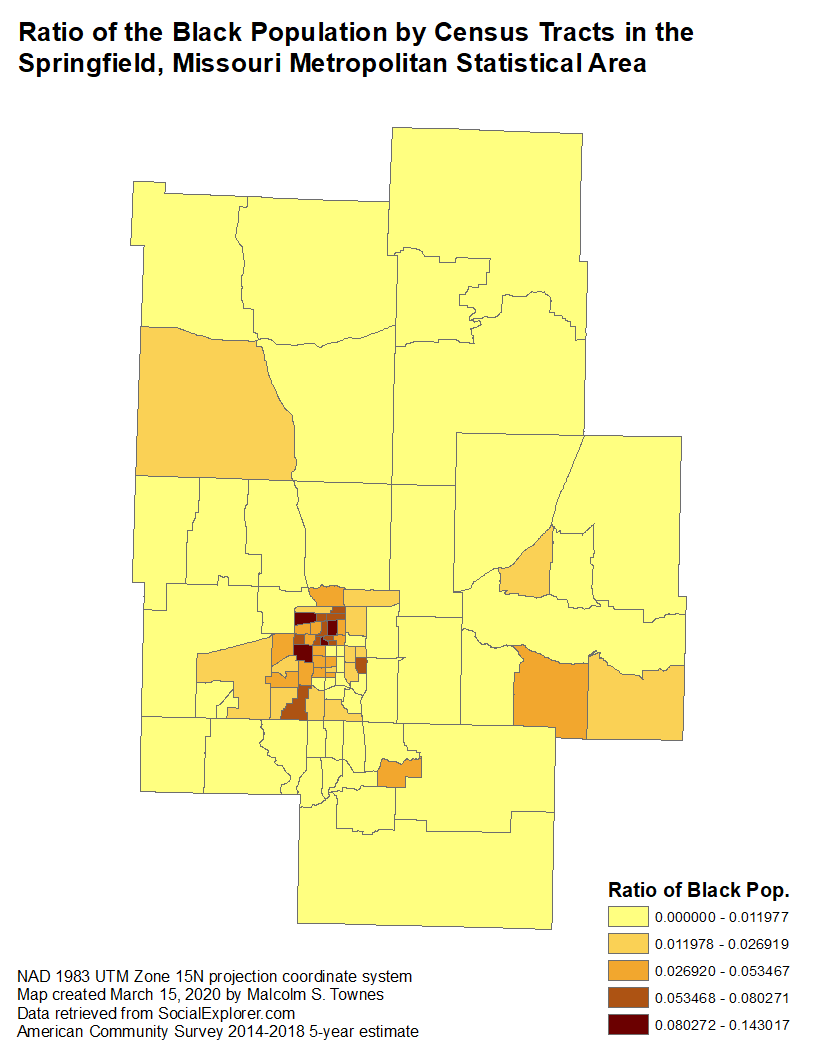 Ratio of the Black Population by Census Tracts in the
Springfield, Missouri Metropolitan Statistical Area
Ratio of Black Pop.
0.000000 - 0.011977
0.011978 - 0.026919
0.026920 - 0.053467
0.053468 - 0.080271
0.080272 - 0.143017
NAD 1983 UTM Zone 15N projection coordinate system
Map created March 15, 2020 by Malcolm S. Townes
Data retrieved from SocialExplorer.com
American Community Survey 2014-2018 5-year estimate